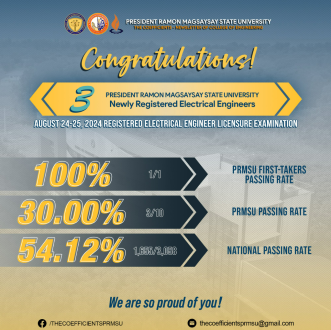 PRESIDENT RAMON MAGSAYSAY STATE UNIVERSITY
Congratulations!
3
PRESIDENT RAMON MAGSAYSAY STATE UNIVERSITY
Newly Registered Electrical Engineers
AUGUST 24-25, 2024 REGISTERED ELECTRICAL ENGINEER LICENSURE EXAMINATION
100% 1/1 PRMSU FIRST-TAKERS
PASSING RATE
30.00% 3/10 PRMSU PASSING RATE
54.12% NATIONAL PASSING RATE
We are so proud of you!
/THECOEFFICIENTSPRMSU
thecoefficientsprmsu@gmail.com